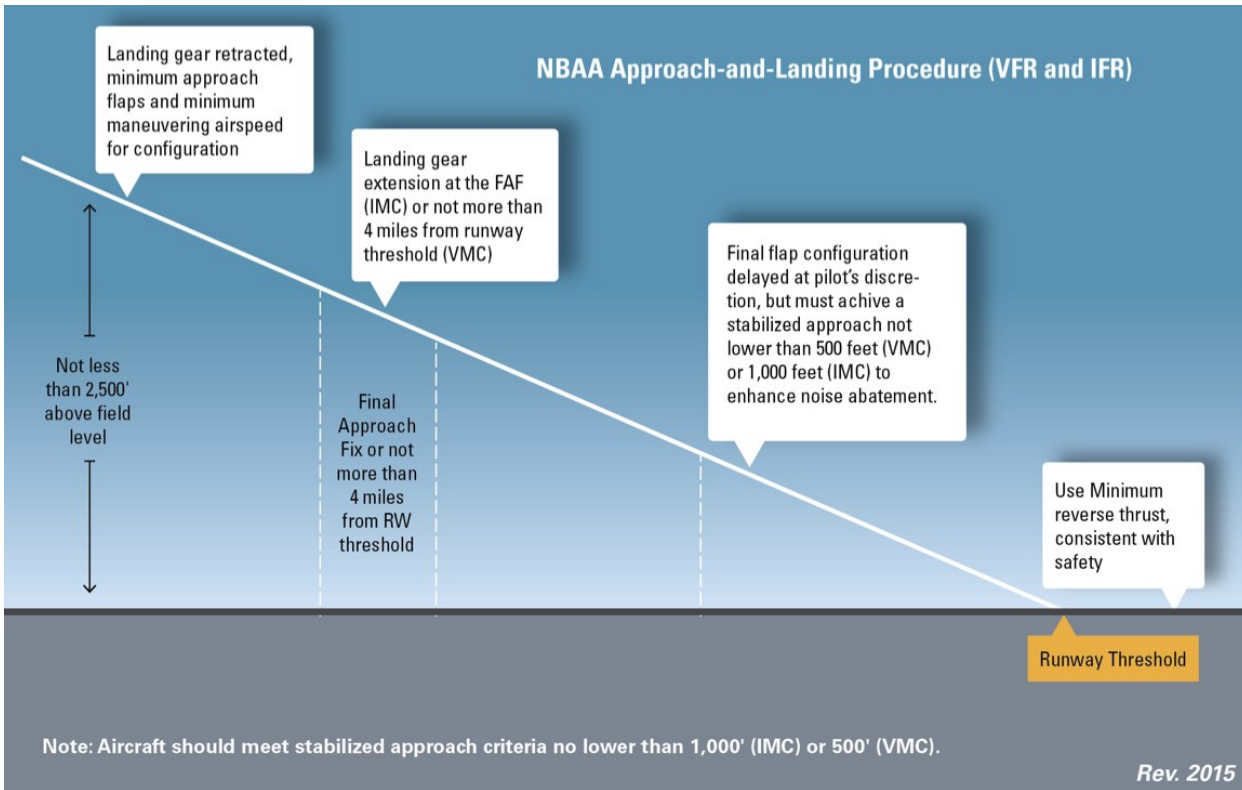 NBAA Approach-and-Landing Procedure (VFR and IFR)
Landing gear retracted,
minimum approach
flaps and minimum
maneuvering airspeed
for configuration
Landing gear
extension at the FAF
(IMC) or not more than
4 miles from runway
threshold (VMC)
Final flap configuration
delayed at pilot's discre-
tion, but must achive a
stabilized approach not
lower than 500 feet (VMC)
or 1,000 feet (IMC) to
enhance noise abatement.
Not less
than 2,500'
above field
level
Final
Approach
Fix or not
more than
4 miles
from RW
threshold
Use Minimum
reverse thrust,
consistent with
safety
Runway Threshold
Note: Aircraft should meet stabilized approach criteria no lower than 1,000' (IMC) or 500' (VMC).
Rev. 2015